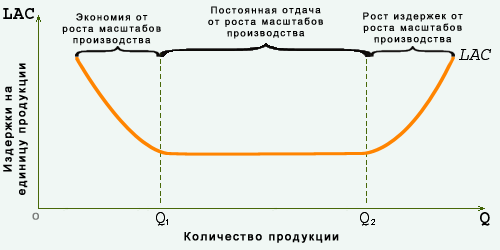 LAC
Экономия от
роста масштабов
производства
Постоянная отдача
от роста масштабов
производства
Рост издержек от
роста масштабов
производства
LAC
Издержки на
единицу продукции
0
Q1
Q2
Q
Количество продукции